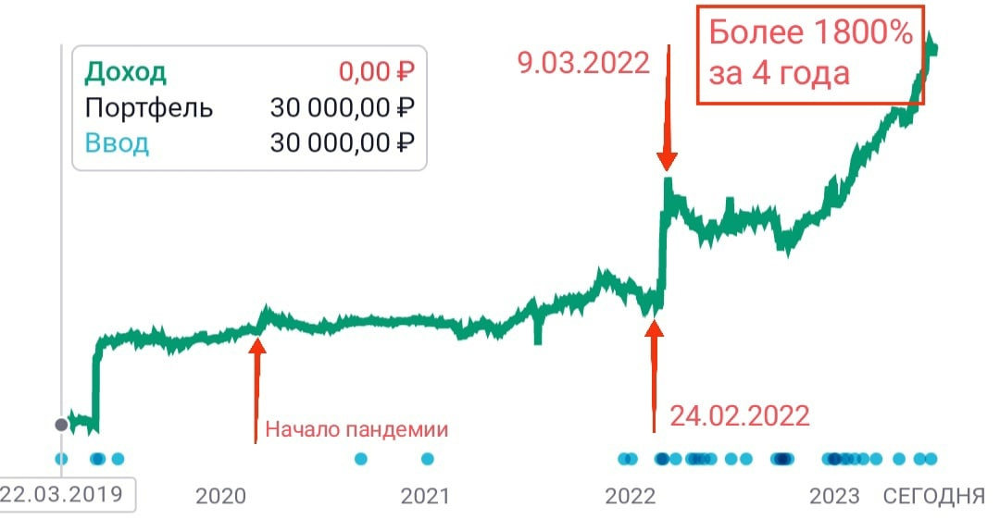 Доход 0,00 ₽
Портфель 30 000,00 ₽
Ввод 30 000,00 ₽
9.03.2022
Более 1800%
за 4 года
Начало пандемии
24.02.2022
22.03.2019 2020 2021 2022 2023 СЕГОДНЯ